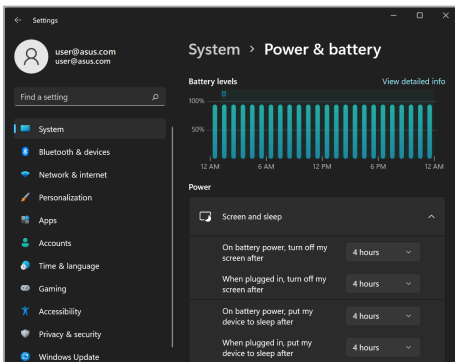 Settings
user@asus.com
user@asus.com
Find a setting
System
Bluetooth & devices
Network & internet
Personalization
Apps
Accounts
Time & language
Gaming
Accessibility
Privacy & security
Windows Update
System > Power & battery
Battery levels View detailed info
100%
50%
12 AM 6 AM 12 PM 6 PM 12 AM
Power
Screen and sleep
On battery power, turn off my
screen after
4 hours
When plugged in, turn off my
screen after
4 hours
On battery power, put my
device to sleep after
4 hours
When plugged in, put my
device to sleep after
4 hours